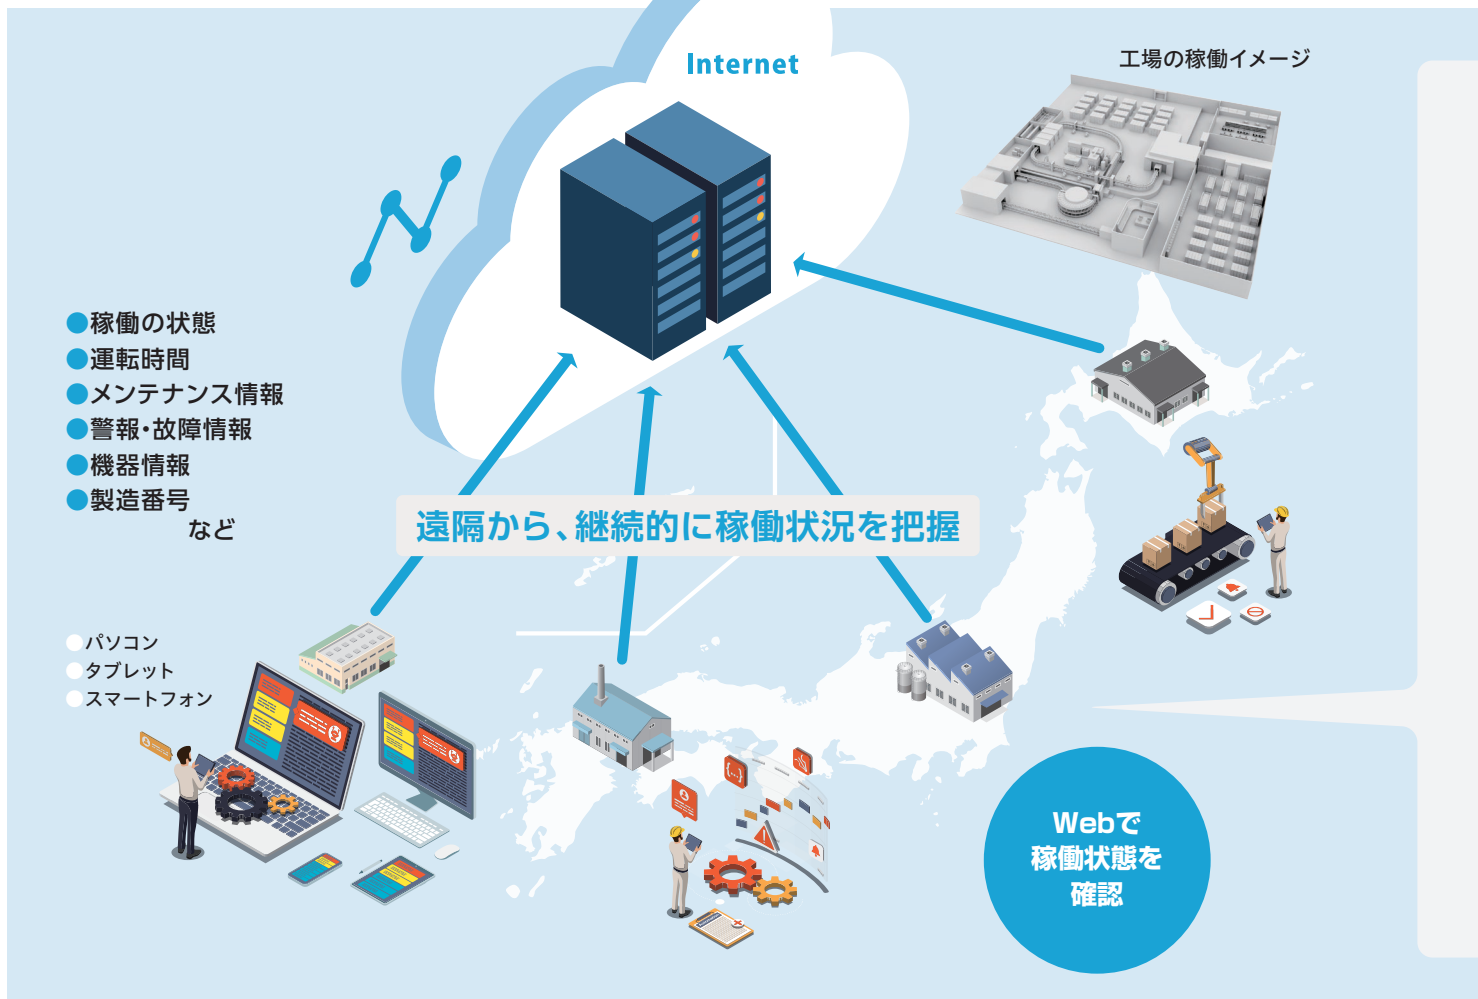 Internet
工場の稼働イメージ
●稼働の状態
●運転時間
●メンテナンス情報
●警報・故障情報
●機器情報
●製造番号
など
遠隔から、継続的に稼働状況を把握
パソコン
タブレット
スマートフォン
Webで
稼働状態を
確認